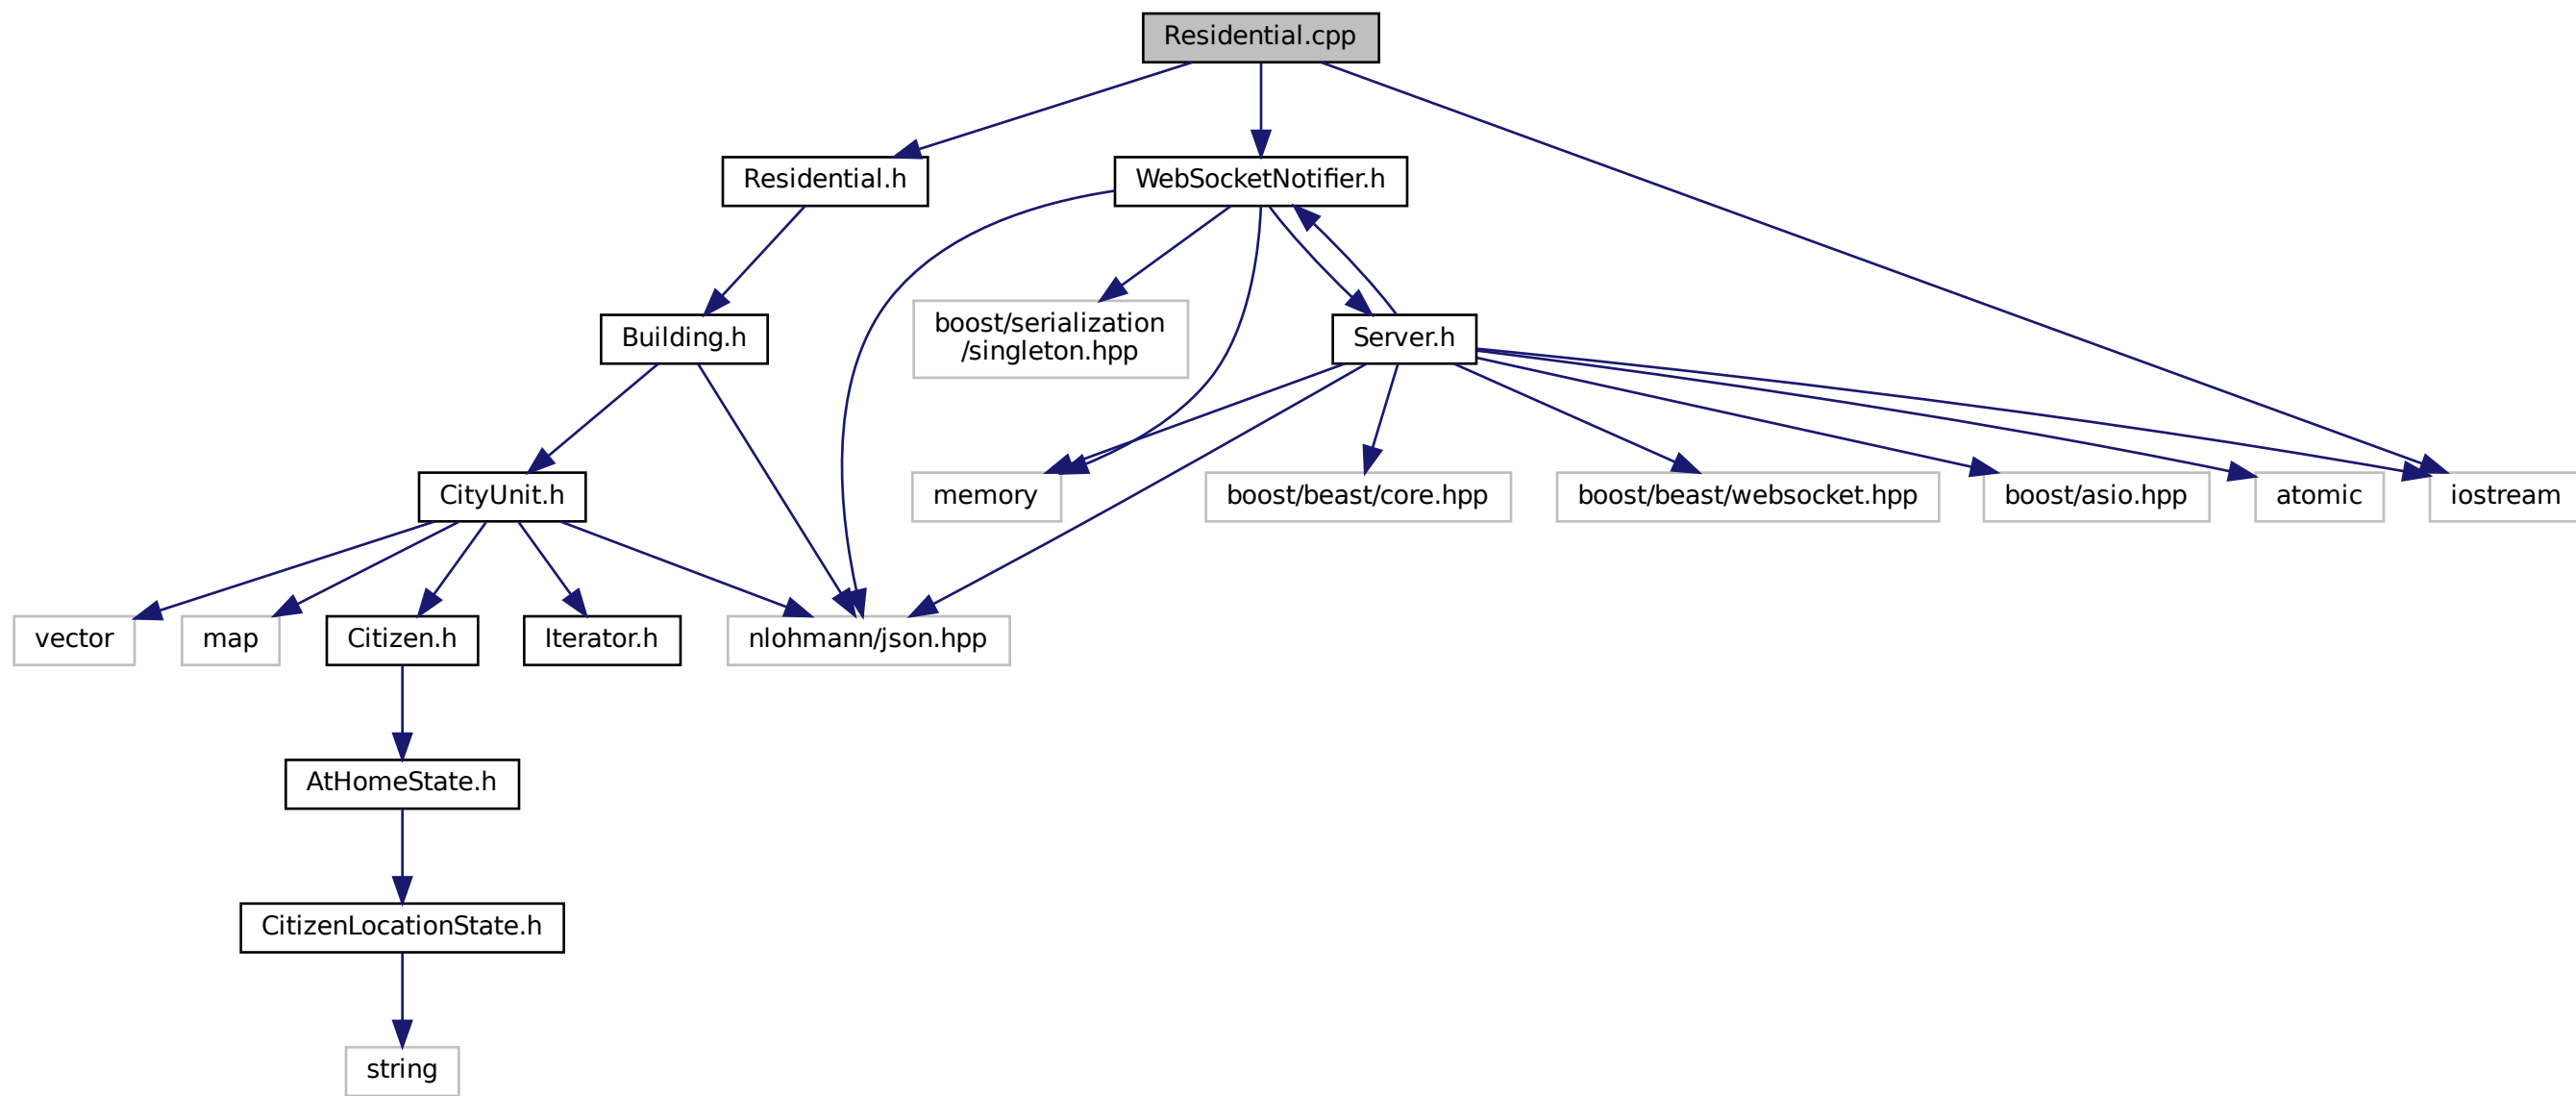 Residential.cpp
Residential.h
WebSocketNotifier.h
boost/serialization
/singleton.hpp
Building.h
Server.h
CityUnit.h
memory
boost/beast/core.hpp
boost/beast/websocket.hpp
boost/asio.hpp
atomic
iostream
vector
map
Citizen.h
Iterator.h
nlohmann/json.hpp
AtHomeState.h
CitizenLocationState.h
string